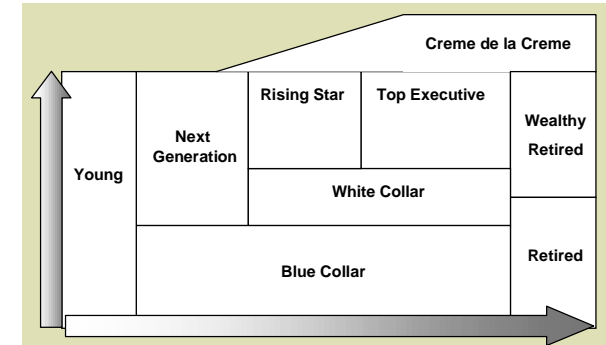 Creme de la Creme
Rising Star
Top Executive
Wealthy
Retired
Next
Generation
Young
White Collar
Retired
Blue Collar